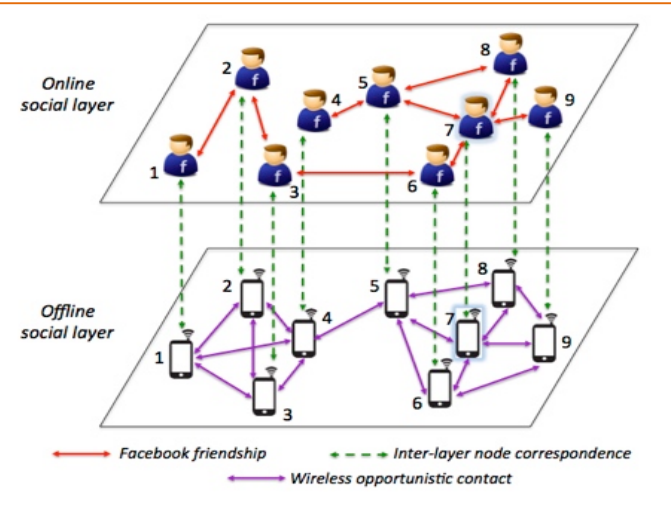 Online
social layer
1
2
3
4
5
6
7
8
9
f
f
f
f
f
f
f
f
f
Offline
social layer
1
2
3
4
5
6
7
8
9
Facebook friendship
Inter-layer node correspondence
Wireless opportunistic contact